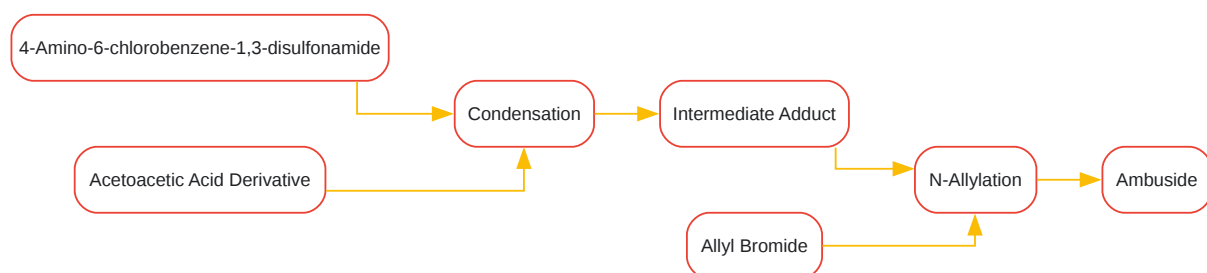 4-Amino-6-chlorobenzene-1,3-disulfonamide
Condensation
Intermediate Adduct
Acetoacetic Acid Derivative
N-Allylation
Ambuside
Allyl Bromide